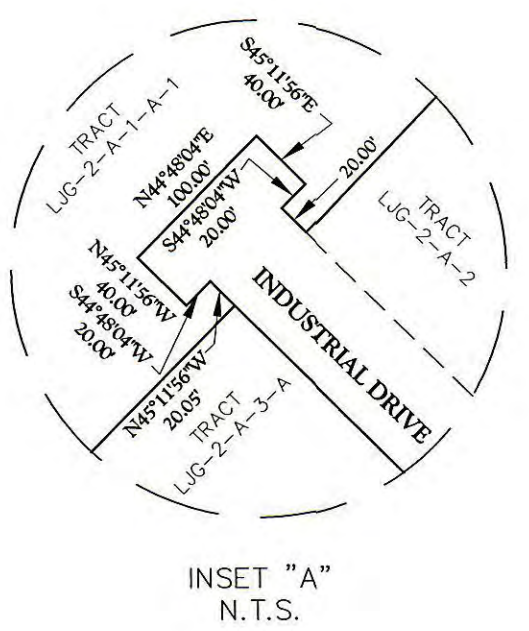 S45°11'56"E
40.00'
TRACT
LJG-2-A-1-A-1
N44°48'04"E
100.00'
S44°48'04"W
20.00'
20.00'
TRACT
LJG-2-A-2
N45°11'56"W
40.00'
S44°48'04"W
20.00'
INDUSTRIAL DRIVE
N45°11'56"W
20.05'
TRACT
LJG-2-A-3-A
INSET "A"
N.T.S.